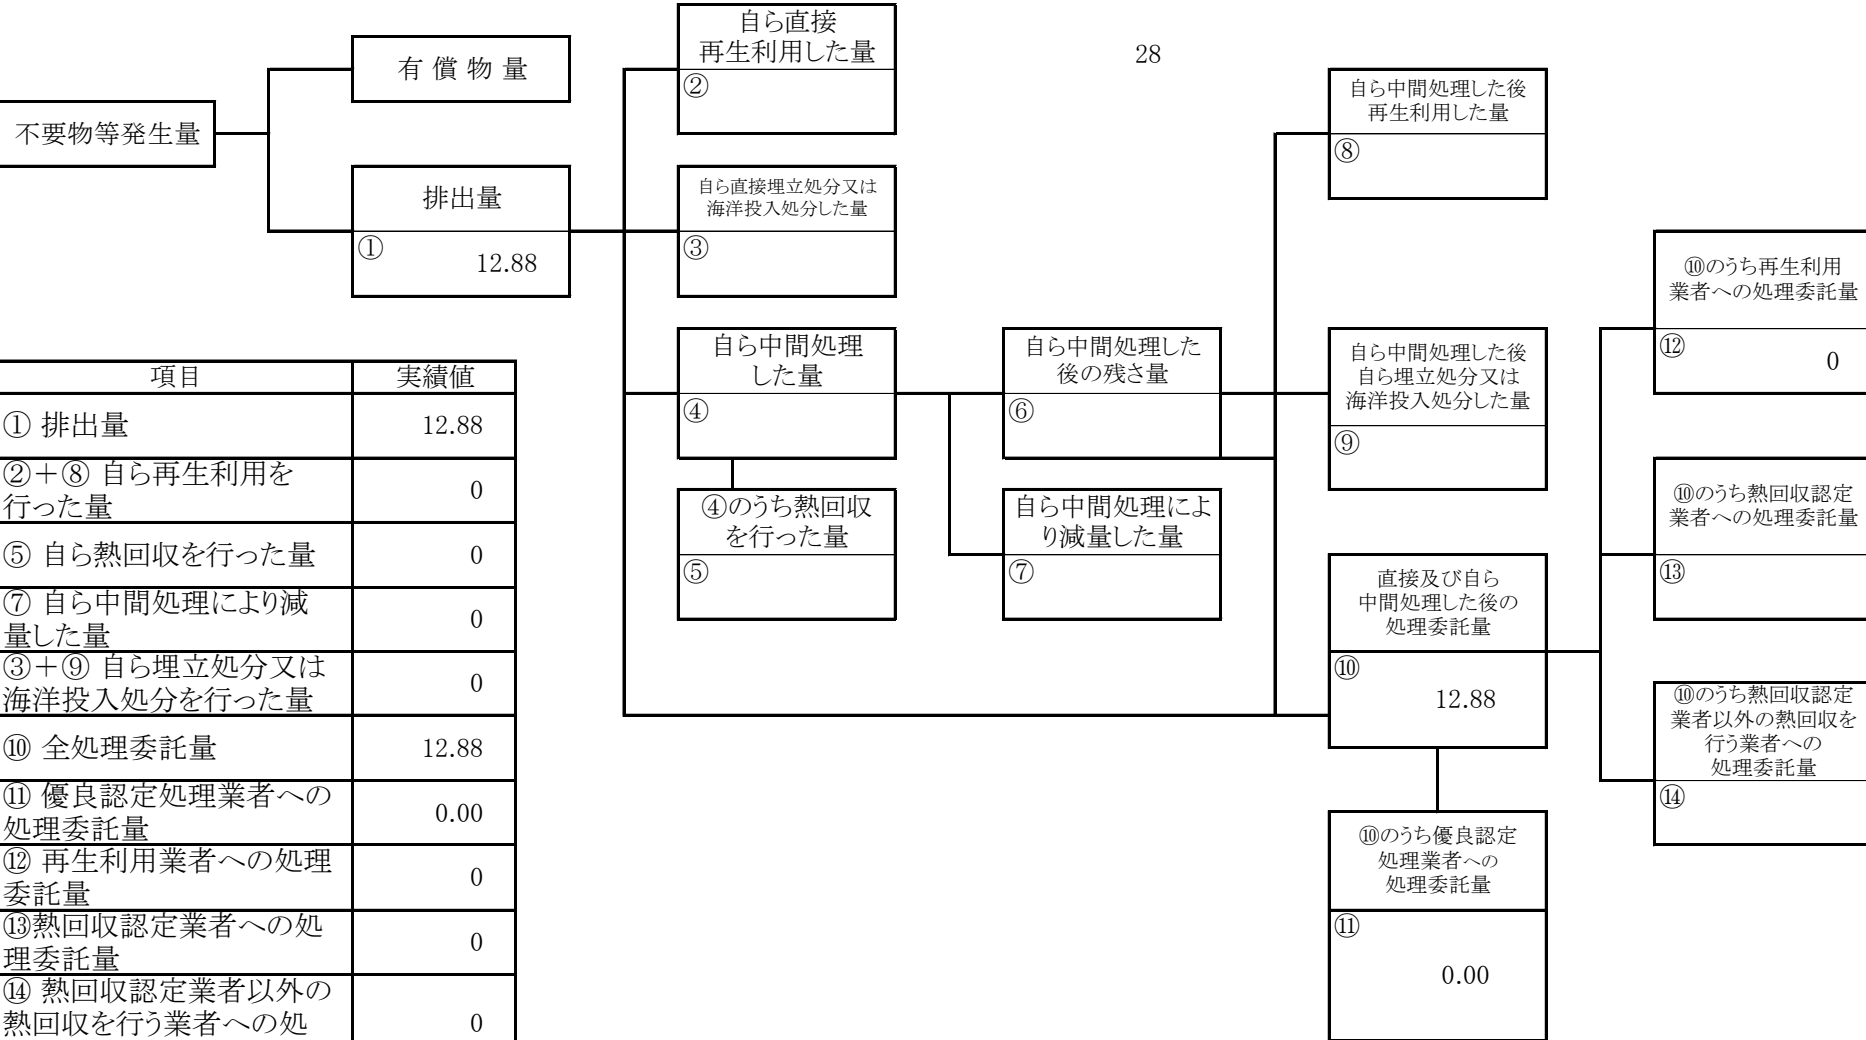 自ら直接
再生利用した量
②
28
有 償 物 量
不要物等発生量
自ら中間処理した後
再生利用した量
⑧
排出量
①
12.88
自ら直接埋立処分又は
海洋投入処分した量
③
⑩のうち再生利用
業者への処理委託量
⑫
0
自ら中間処理
した量
④
自ら中間処理した
後の残さ量
⑥
自ら中間処理した後
自ら埋立処分又は
海洋投入処分した量
⑨
④のうち熱回収
を行った量
⑤
自ら中間処理によ
り減量した量
⑦
⑩のうち熱回収認定
業者への処理委託量
⑬
直接及び自ら
中間処理した後の
処理委託量
⑩
12.88
⑩のうち熱回収認定
業者以外の熱回収を
行う業者への
処理委託量
⑭
⑩のうち優良認定
処理業者への
処理委託量
⑪
0.00
項目 実績値
① 排出量 12.88
②＋⑧ 自ら再生利用を
行った量 0
⑤ 自ら熱回収を行った量 0
⑦ 自ら中間処理により減
量した量 0
③＋⑨ 自ら埋立処分又は
海洋投入処分を行った量 0
⑩ 全処理委託量 12.88
⑪ 優良認定処理業者への
処理委託量 0.00
⑫ 再生利用業者への処理
委託量 0
⑬熱回収認定業者への処
理委託量 0
⑭ 熱回収認定業者以外の
熱回収を行う業者への処 0